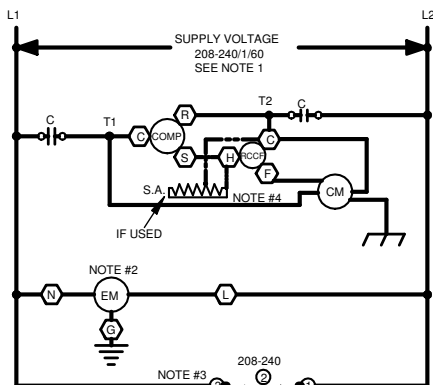 L1 L2
SUPPLY VOLTAGE
208-240/1/60
SEE NOTE 1
C T1 C COMP R T2 C
S H RCCF C
F
S.A. NOTE #4 CM
IF USED
NOTE #2
N EM L
G
208-240
NOTE #3 2
2 1